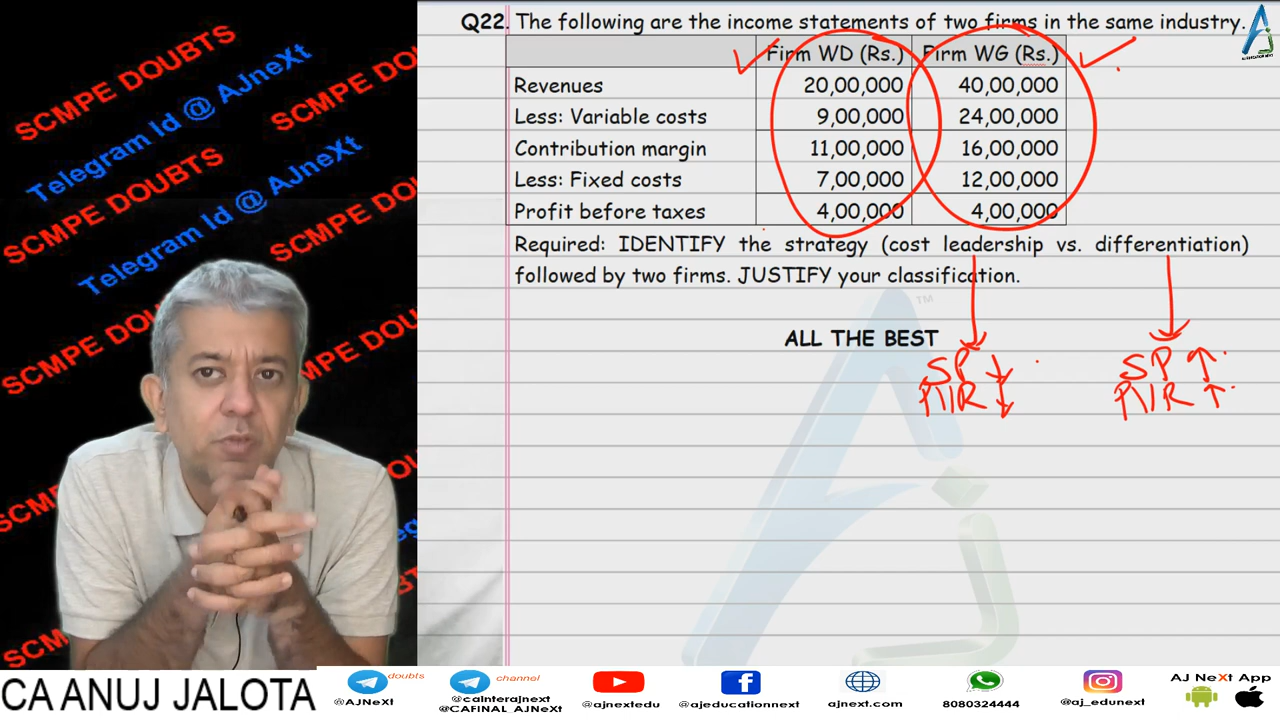 SCMPE DOUBTS
Telegram Id @ AJneXt
SCMPE DOUBTS
Telegram Id @ AJneXt
SCMPE DOUBTS
SCMPE DOUBTS
Q22. The following are the income statements of two firms in the same industry.
Firm WD (Rs.) Firm WG (Rs.)
Revenues 20,00,000 40,00,000
Less: Variable costs 9,00,000 24,00,000
Contribution margin 11,00,000 16,00,000
Less: Fixed costs 7,00,000 12,00,000
Profit before taxes 4,00,000 4,00,000
Required: IDENTIFY the strategy (cost leadership vs. differentiation)
followed by two firms. JUSTIFY your classification.
ALL THE BEST
SP ↓ SP ↑
P/VR ↓ P/VR ↑
TM
CA ANUJ JALOTA
doubts
@AJNeXt
channel
@cainterajnext
@CAFINAL_AJNeXt
@ajnextedu
@ajeducationnext
ajnext.com
8080324444
@aj_edunext
AJ NeXt App